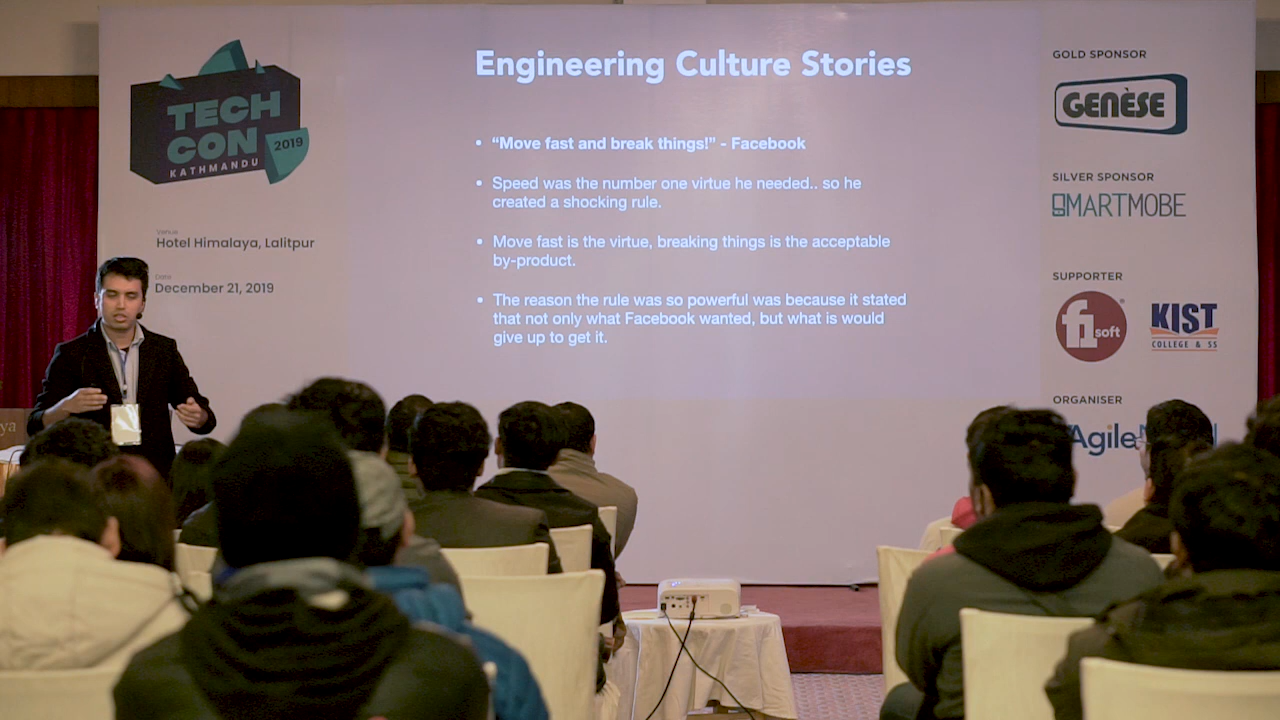 TECH
CON
2019
KATHMANDU
Venue
Hotel Himalaya, Lalitpur
Date
December 21, 2019
Engineering Culture Stories
• “Move fast and break things!” - Facebook
• Speed was the number one virtue he needed.. so he
created a shocking rule.
• Move fast is the virtue, breaking things is the acceptable
by-product.
• The reason the rule was so powerful was because it stated
that not only what Facebook wanted, but what is would
give up to get it.
GOLD SPONSOR
GENÈSE
SILVER SPONSOR
SMARTMOBE
SUPPORTER
f1soft
KIST
COLLEGE & SS
ORGANISER
Agile